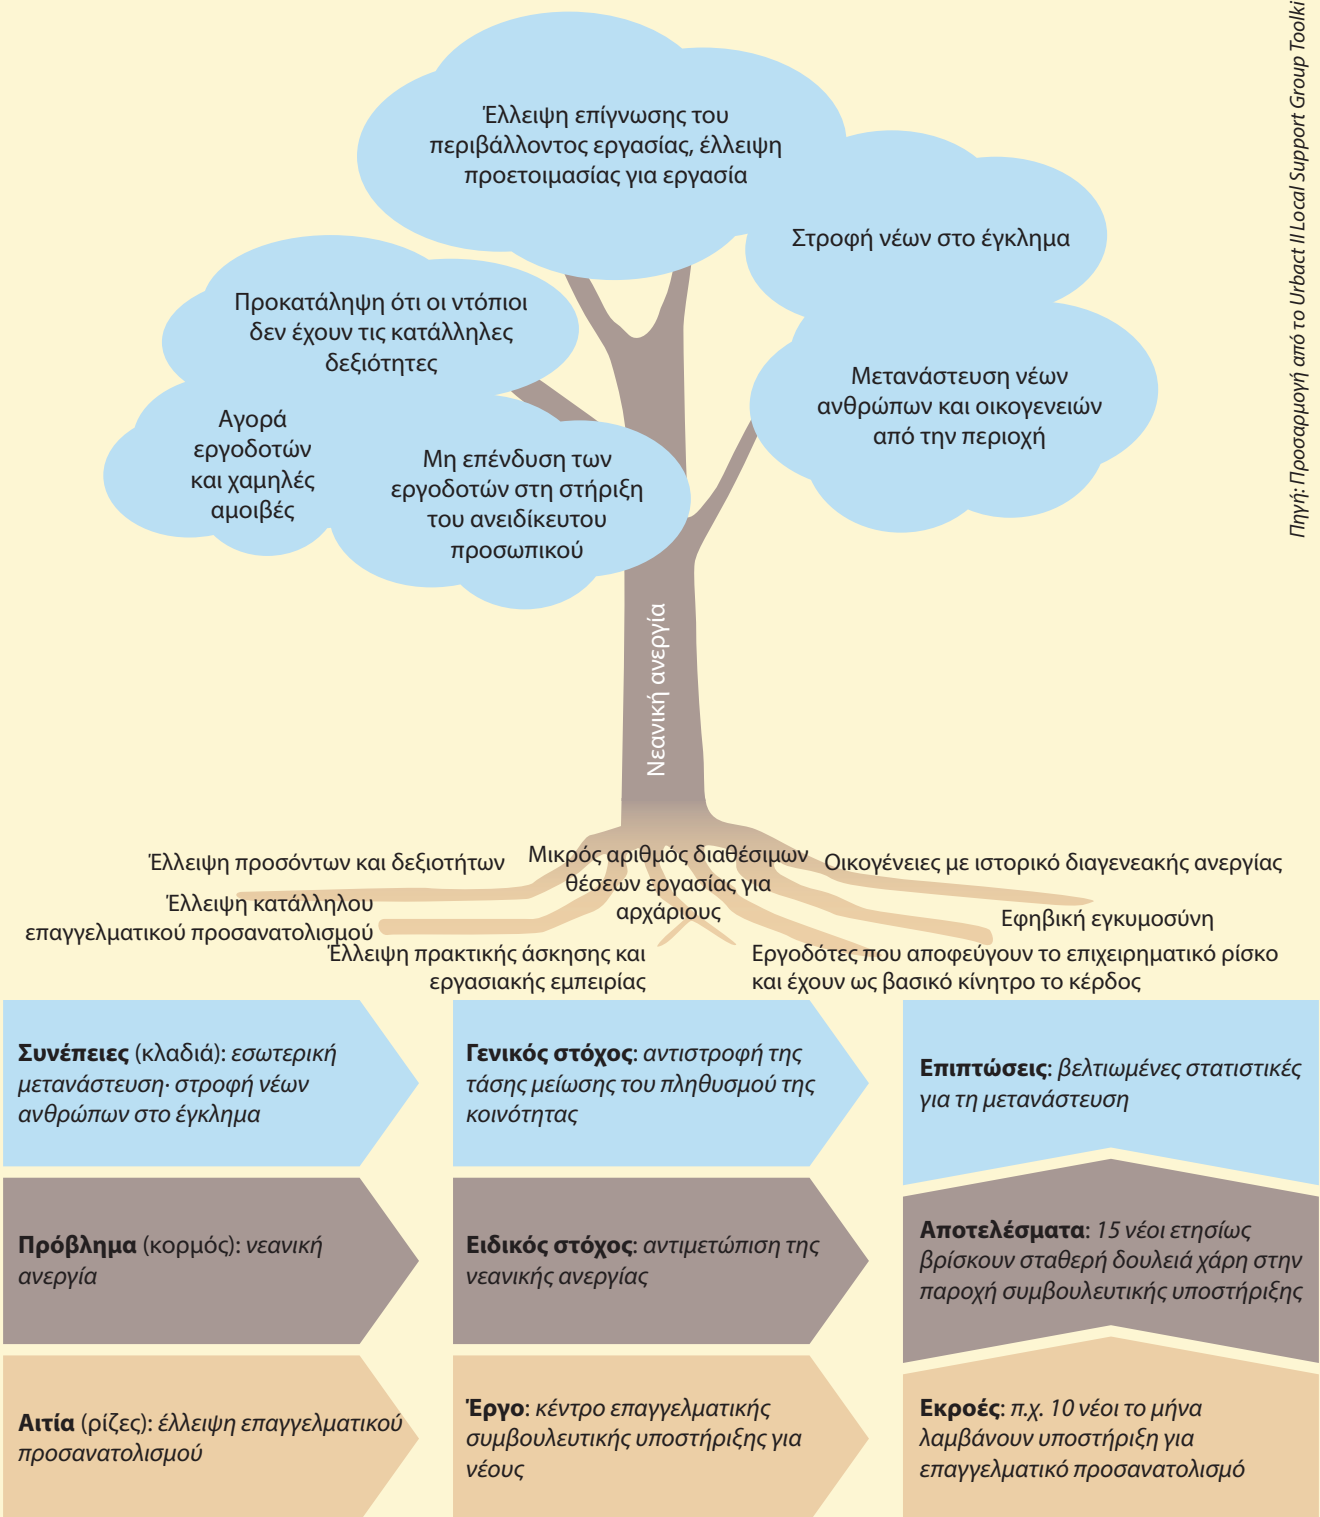 Έλλειψη επίγνωσης του
περιβάλλοντος εργασίας, έλλειψη
προετοιμασίας για εργασία
Στροφή νέων στο έγκλημα
Προκατάληψη ότι οι ντόπιοι
δεν έχουν τις κατάλληλες
δεξιότητες
Μετανάστευση νέων
ανθρώπων και οικογενειών
από την περιοχή
Αγορά
εργοδοτών
και χαμηλές
αμοιβές
Μη επένδυση των
εργοδοτών στη στήριξη
του ανειδίκευτου
προσωπικού
Πηγή: Προσαρμογή από το Urbact II Local Support Group Toolki
Νεανική ανεργία
Έλλειψη προσόντων και δεξιοτήτων
Μικρός αριθμός διαθέσιμων
θέσεων εργασίας για
αρχάριους
Οικογένειες με ιστορικό διαγενεακής ανεργίας
Έλλειψη κατάλληλου
επαγγελματικού προσανατολισμού
Εφηβική εγκυμοσύνη
Έλλειψη πρακτικής άσκησης και
εργασιακής εμπειρίας
Εργοδότες που αποφεύγουν το επιχειρηματικό ρίσκο
και έχουν ως βασικό κίνητρο το κέρδος
Συνέπειες (κλαδιά): εσωτερική
μετανάστευση· στροφή νέων
ανθρώπων στο έγκλημα
Γενικός στόχος: αντιστροφή της
τάσης μείωσης του πληθυσμού της
κοινότητας
Επιπτώσεις: βελτιωμένες στατιστικές
για τη μετανάστευση
Πρόβλημα (κορμός): νεανική
ανεργία
Ειδικός στόχος: αντιμετώπιση της
νεανικής ανεργίας
Αποτελέσματα: 15 νέοι ετησίως
βρίσκουν σταθερή δουλειά χάρη στην
παροχή συμβουλευτικής υποστήριξης
Αιτία (ρίζες): έλλειψη επαγγελματικού
προσανατολισμού
Έργο: κέντρο επαγγελματικής
συμβουλευτικής υποστήριξης για
νέους
Εκροές: π.χ. 10 νέοι το μήνα
λαμβάνουν υποστήριξη για
επαγγελματικό προσανατολισμό